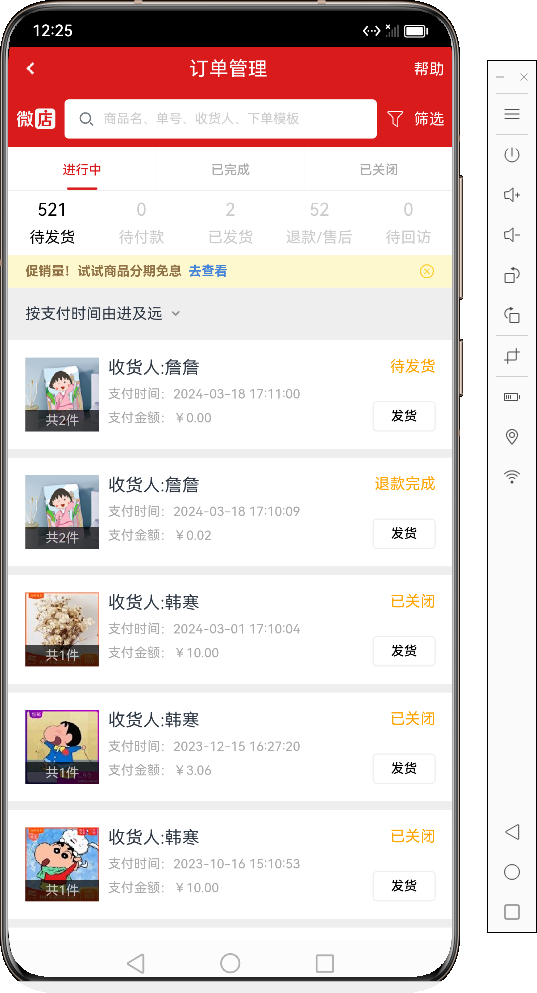 12:25
订单管理
帮助
微店
商品名、单号、收货人、下单模板
筛选
进行中
已完成
已关闭
521
0
2
52
0
待发货
待付款
已发货
退款/售后
待回访
促销量！试试商品分期免息 去查看
按支付时间由进及远
收货人:詹詹
待发货
支付时间：2024-03-18 17:11:00
支付金额：￥0.00
共2件
发货
收货人:詹詹
退款完成
支付时间：2024-03-18 17:10:09
支付金额：￥0.02
共2件
发货
收货人:韩寒
已关闭
支付时间：2024-03-01 17:10:04
支付金额：￥10.00
共1件
发货
收货人:韩寒
已关闭
支付时间：2023-12-15 16:27:20
支付金额：￥3.06
共1件
发货
收货人:韩寒
已关闭
支付时间：2023-10-16 15:10:53
支付金额：￥10.00
共1件
发货